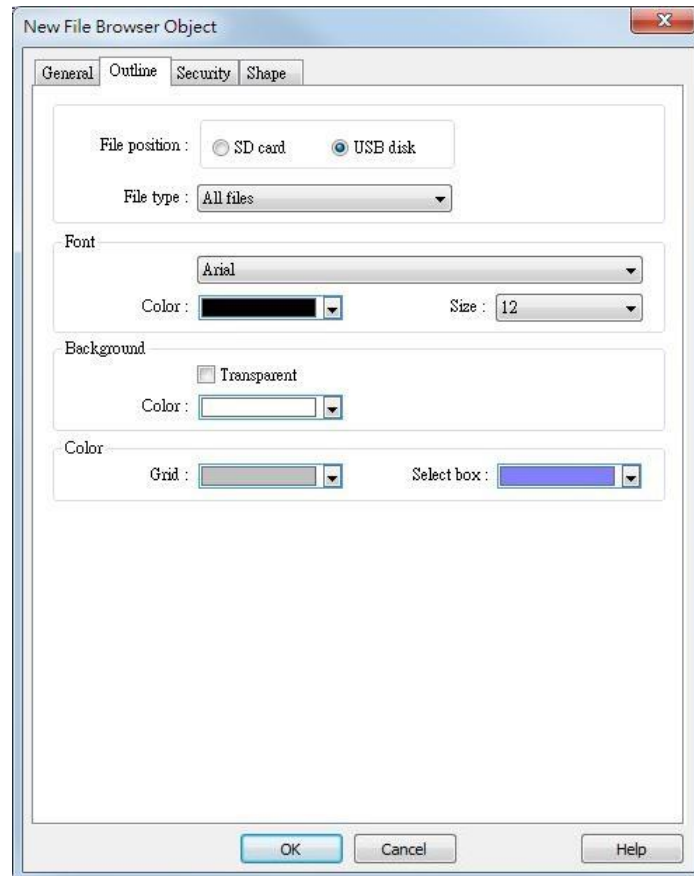 New File Browser Object
General Outline Security Shape
File position : SD card USB disk
File type : All files
Font
Arial
Color : Size : 12
Background
Transparent
Color :
Color
Grid : Select box :
OK Cancel Help